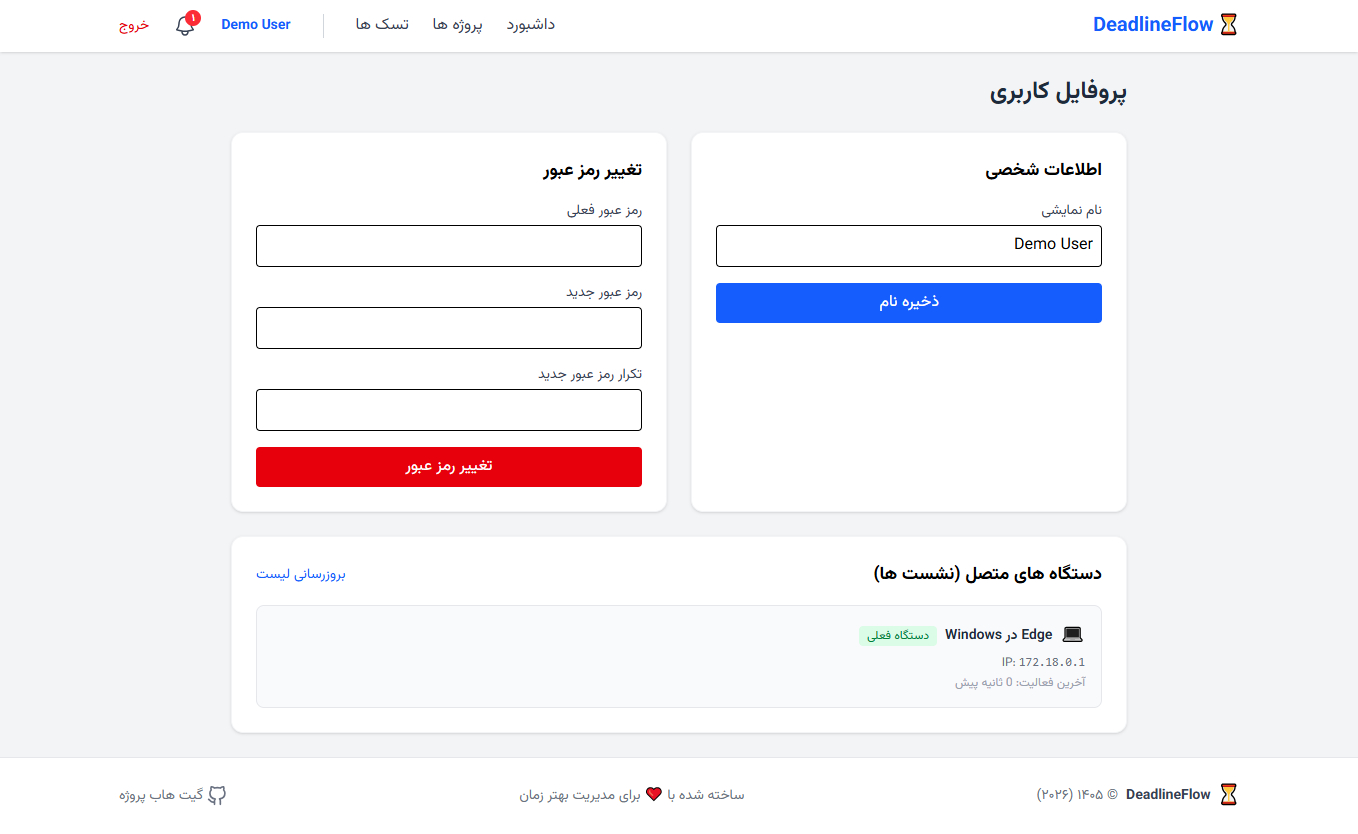 DeadlineFlow
داشبورد
پروژه ها
تسک ها
Demo User
۱
خروج
پروفایل کاربری
اطلاعات شخصی
نام نمایشی
Demo User
ذخیره نام
تغییر رمز عبور
رمز عبور فعلی
رمز عبور جدید
تکرار رمز عبور جدید
تغییر رمز عبور
دستگاه های متصل (نشست ها)
بروزرسانی لیست
Edge در Windows
دستگاه فعلی
IP: 172.18.0.1
آخرین فعالیت: 0 ثانیه پیش
DeadlineFlow © ۱۴۰۵ (۲۰۲۶)
ساخته شده با ❤️ برای مدیریت بهتر زمان
گیت هاب پروژه